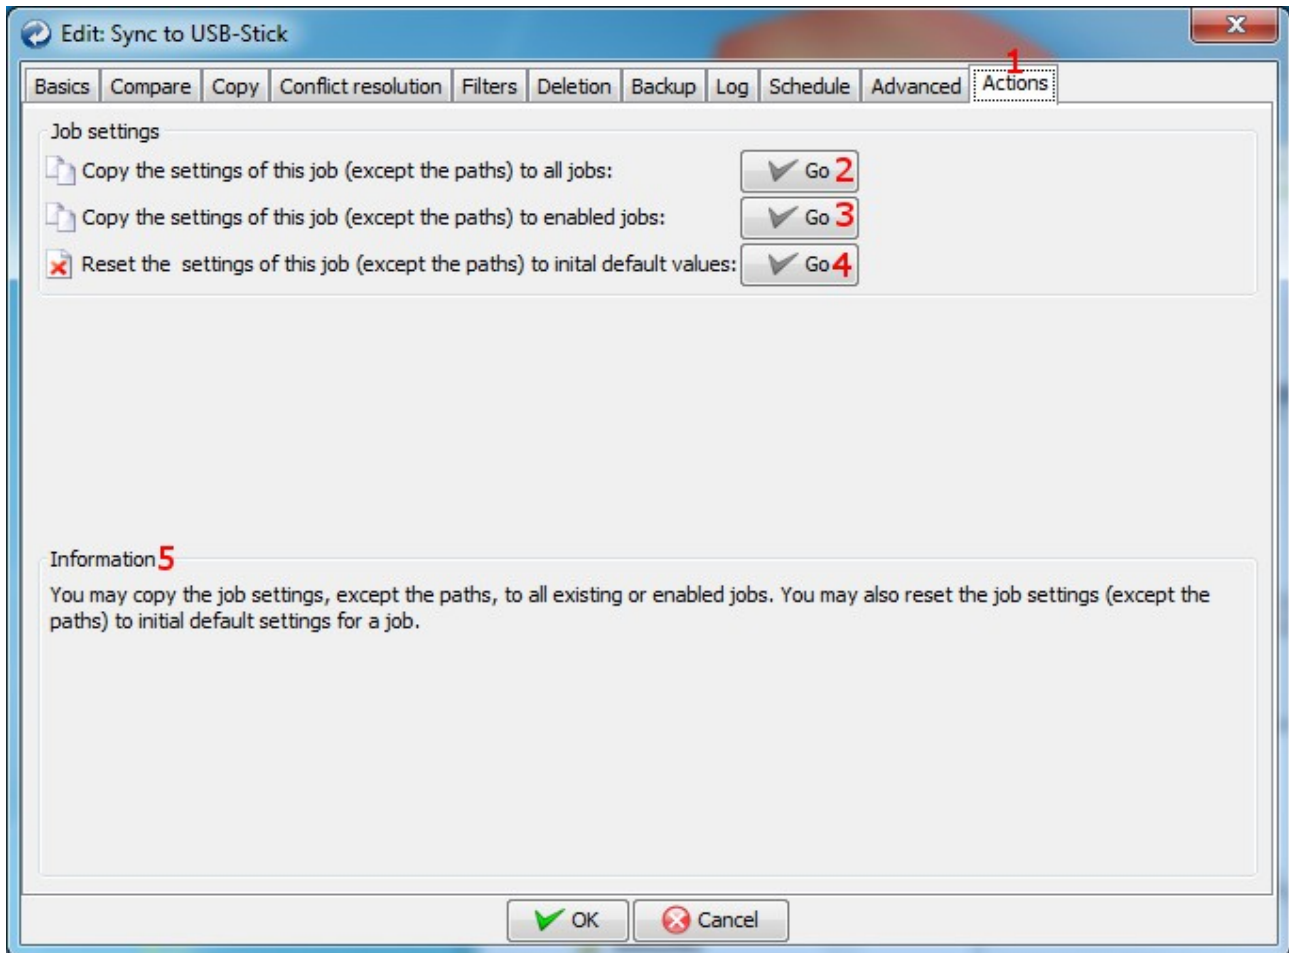 Edit: Sync to USB-Stick
X
1
Basics Compare Copy Conflict resolution Filters Deletion Backup Log Schedule Advanced Actions
Job settings
Copy the settings of this job (except the paths) to all jobs: Go 2
Copy the settings of this job (except the paths) to enabled jobs: Go 3
Reset the settings of this job (except the paths) to inital default values: Go 4
Information 5
You may copy the job settings, except the paths, to all existing or enabled jobs. You may also reset the job settings (except the
paths) to initial default settings for a job.
OK Cancel